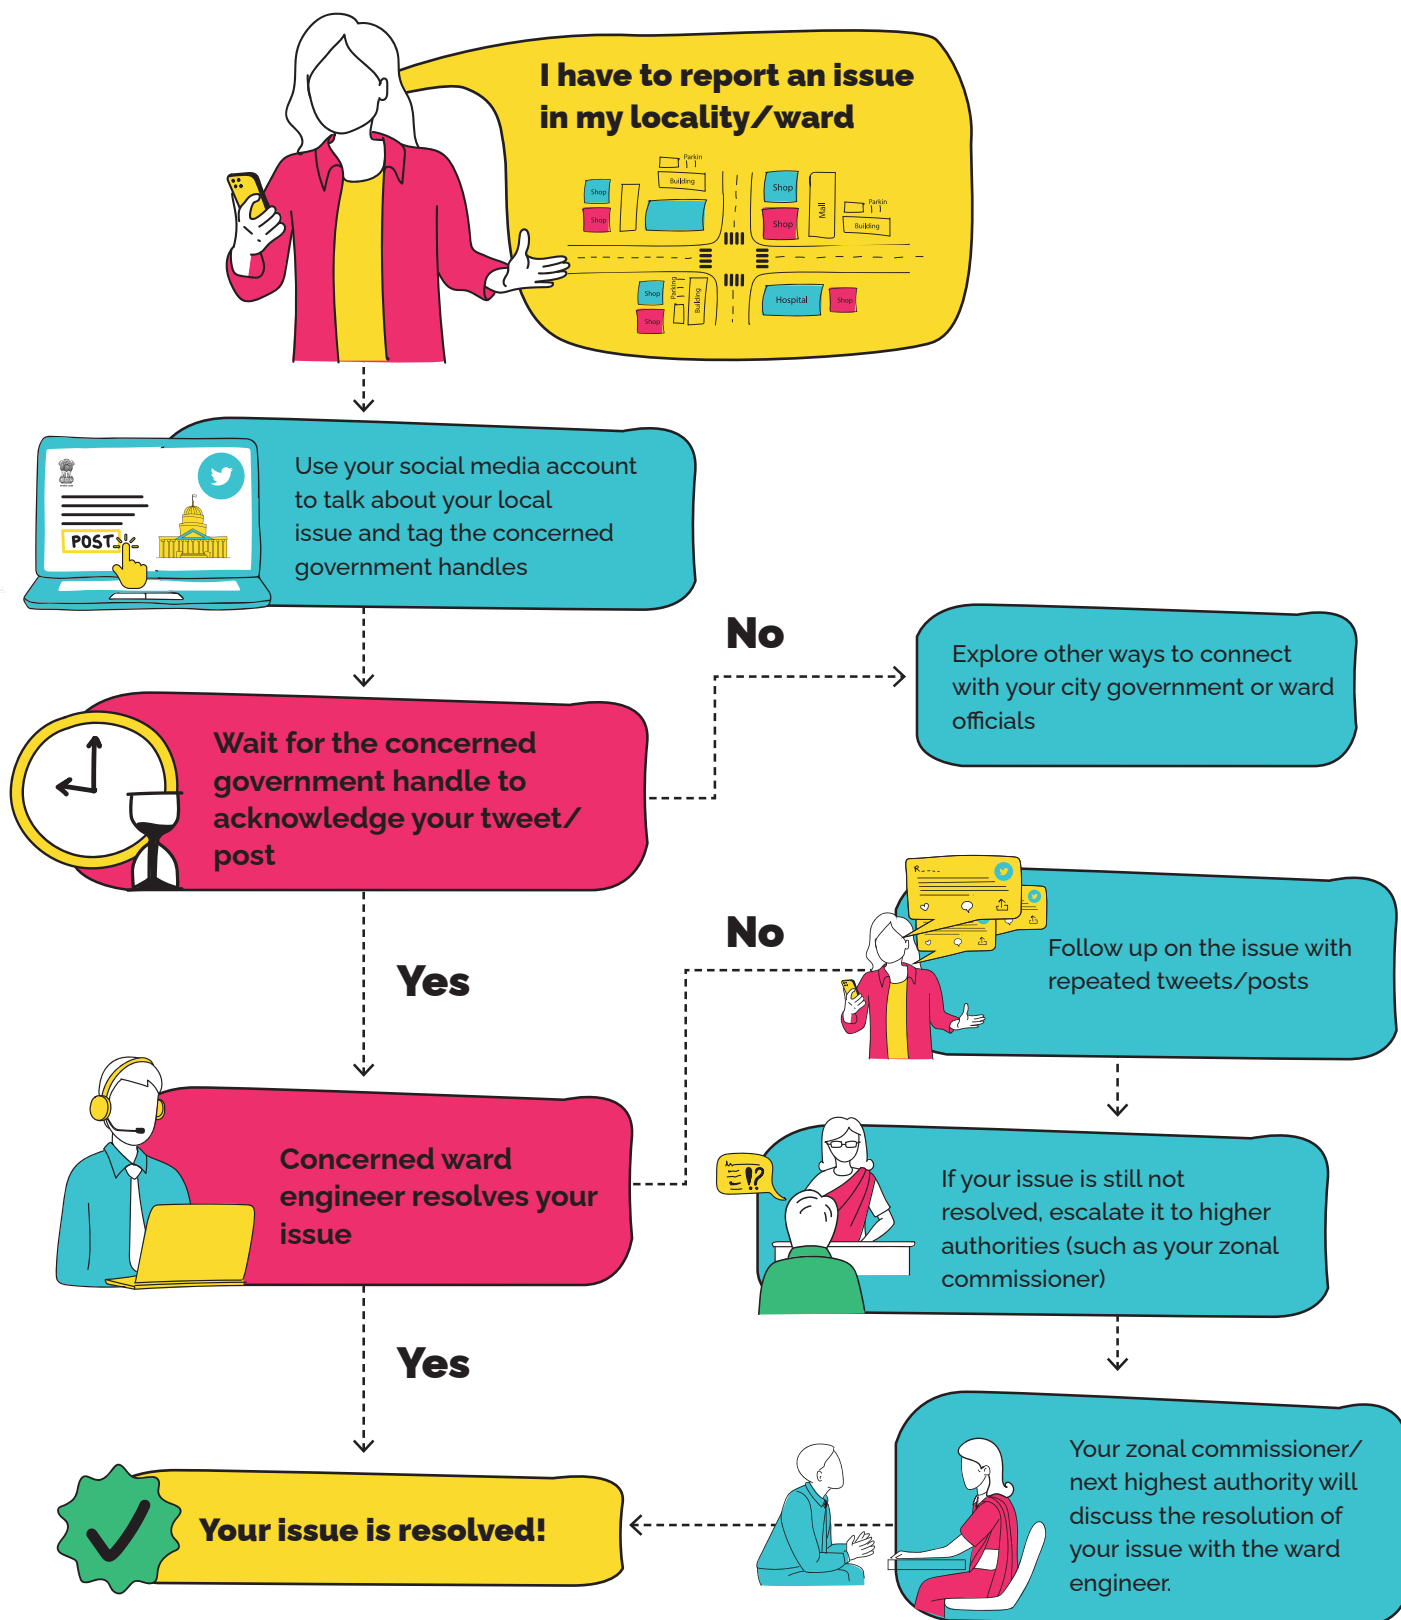 I have to report an issue
in my locality/ward
Parkin
Building
Shop
Shop
Shop
Shop
Mall
Parkin
Building
Shop
Shop
Parking
Building
Hospital
Shop
Use your social media account
to talk about your local
issue and tag the concerned
government handles
POST
No
Explore other ways to connect
with your city government or ward
officials
Wait for the concerned
government handle to
acknowledge your tweet/
post
No
R
Follow up on the issue with
repeated tweets/posts
Yes
Concerned ward
engineer resolves your
issue
!?
If your issue is still not
resolved, escalate it to higher
authorities (such as your zonal
commissioner)
Yes
Your zonal commissioner/
next highest authority will
discuss the resolution of
your issue with the ward
engineer.
Your issue is resolved!